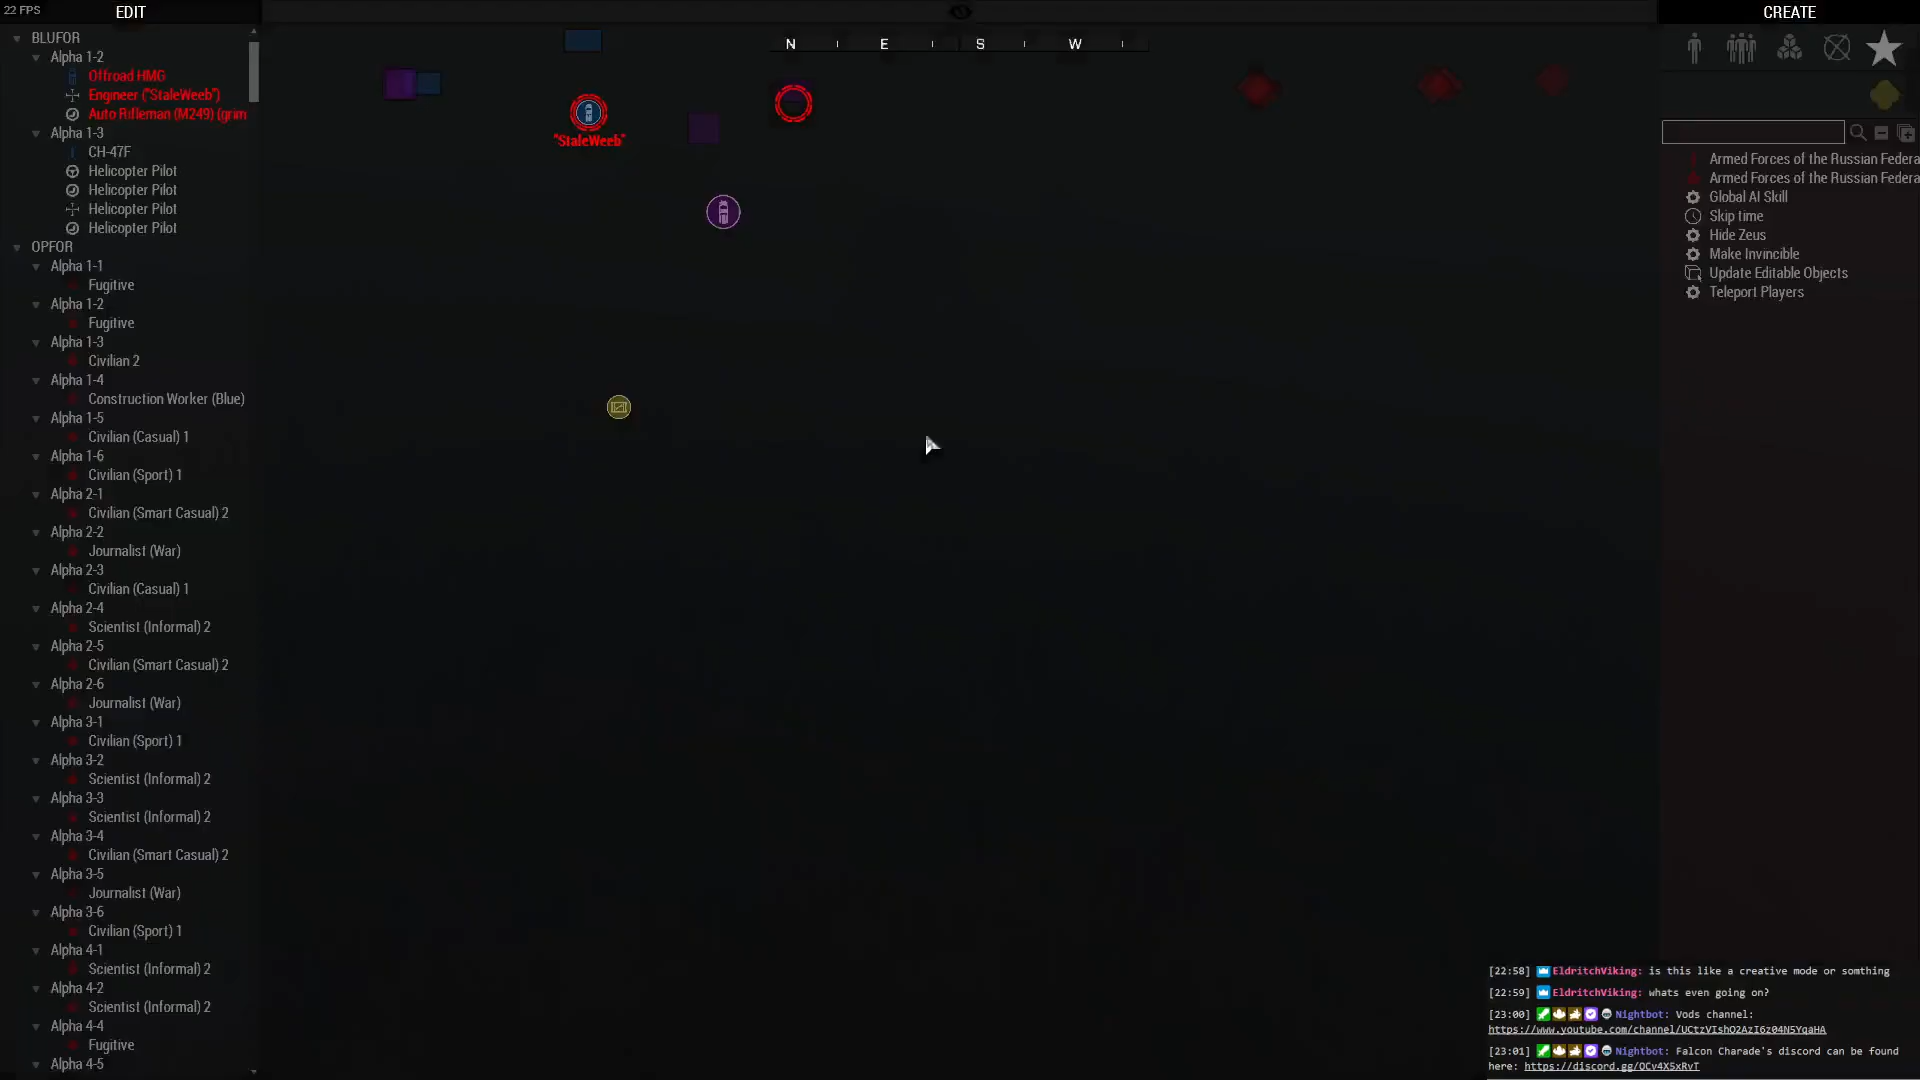 22 FPS
EDIT
CREATE
N E S W
BLUFOR
Alpha 1-2
Offroad HMG
Engineer ("StaleWeeb")
Auto Rifleman (M249) (grim
Alpha 1-3
CH-47F
Helicopter Pilot
Helicopter Pilot
Helicopter Pilot
Helicopter Pilot
OPFOR
Alpha 1-1
Fugitive
Alpha 1-2
Fugitive
Alpha 1-3
Civilian 2
Alpha 1-4
Construction Worker (Blue)
Alpha 1-5
Civilian (Casual) 1
Alpha 1-6
Civilian (Sport) 1
Alpha 2-1
Civilian (Smart Casual) 2
Alpha 2-2
Journalist (War)
Alpha 2-3
Civilian (Casual) 1
Alpha 2-4
Scientist (Informal) 2
Alpha 2-5
Civilian (Smart Casual) 2
Alpha 2-6
Journalist (War)
Alpha 3-1
Civilian (Sport) 1
Alpha 3-2
Scientist (Informal) 2
Alpha 3-3
Scientist (Informal) 2
Alpha 3-4
Civilian (Smart Casual) 2
Alpha 3-5
Journalist (War)
Alpha 3-6
Civilian (Sport) 1
Alpha 4-1
Scientist (Informal) 2
Alpha 4-2
Scientist (Informal) 2
Alpha 4-4
Fugitive
Alpha 4-5
"StaleWeeb"
Armed Forces of the Russian Federa
Armed Forces of the Russian Federa
Global AI Skill
Skip time
Hide Zeus
Make Invincible
Update Editable Objects
Teleport Players
[22:58] EldritchViking: is this like a creative mode or somthing
[22:59] EldritchViking: whats even going on?
[23:00] Nightbot: Vods channel:
https://www.youtube.com/channel/UCtzVIshO2AzI6z04N5YqaHA
[23:01] Nightbot: Falcon Charade's discord can be found
here: https://discord.gg/QCv4X5xRvT